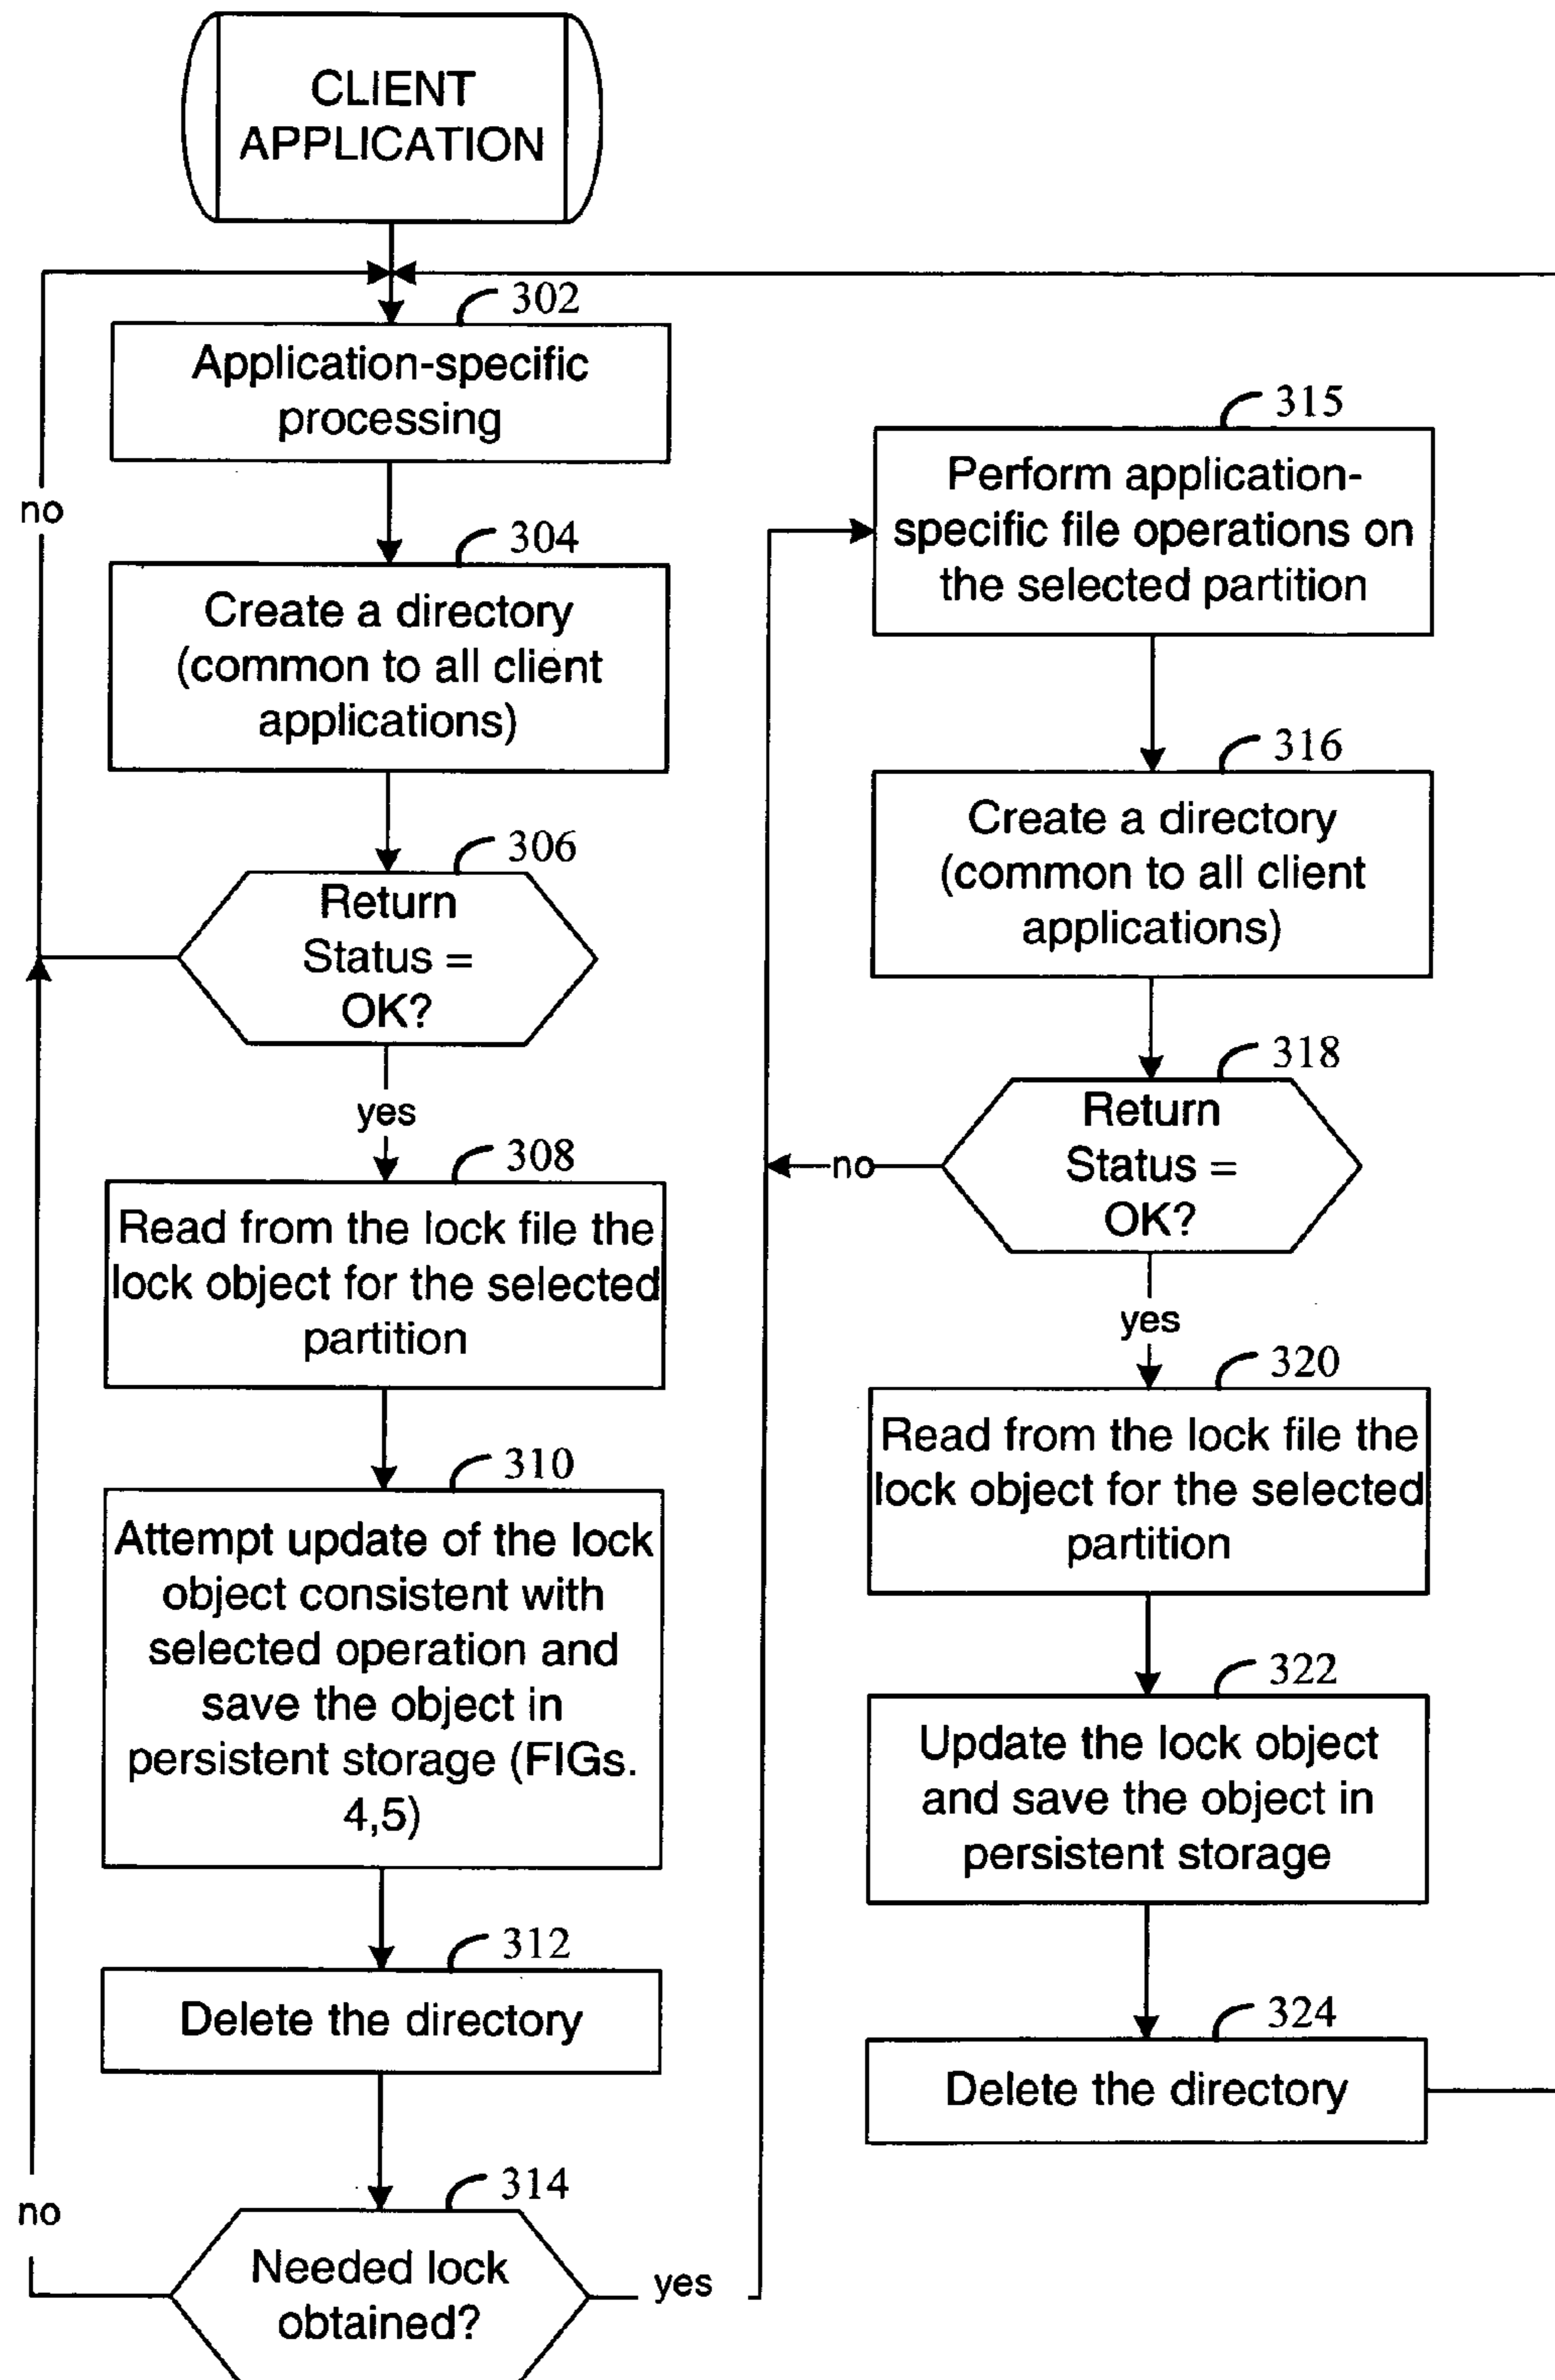 CLIENT
APPLICATION
302
Application-specific
processing
no
304
Create a directory
(common to all client
applications)
306
Return
Status =
OK?
yes
308
Read from the lock file the
lock object for the selected
partition
310
Attempt update of the lock
object consistent with
selected operation and
save the object in
persistent storage (FIGs.
4,5)
312
Delete the directory
314
no
Needed lock
obtained?
yes
315
Perform application-
specific file operations on
the selected partition
316
Create a directory
(common to all client
applications)
318
Return
Status =
OK?
no
yes
320
Read from the lock file the
lock object for the selected
partition
322
Update the lock object
and save the object in
persistent storage
324
Delete the directory